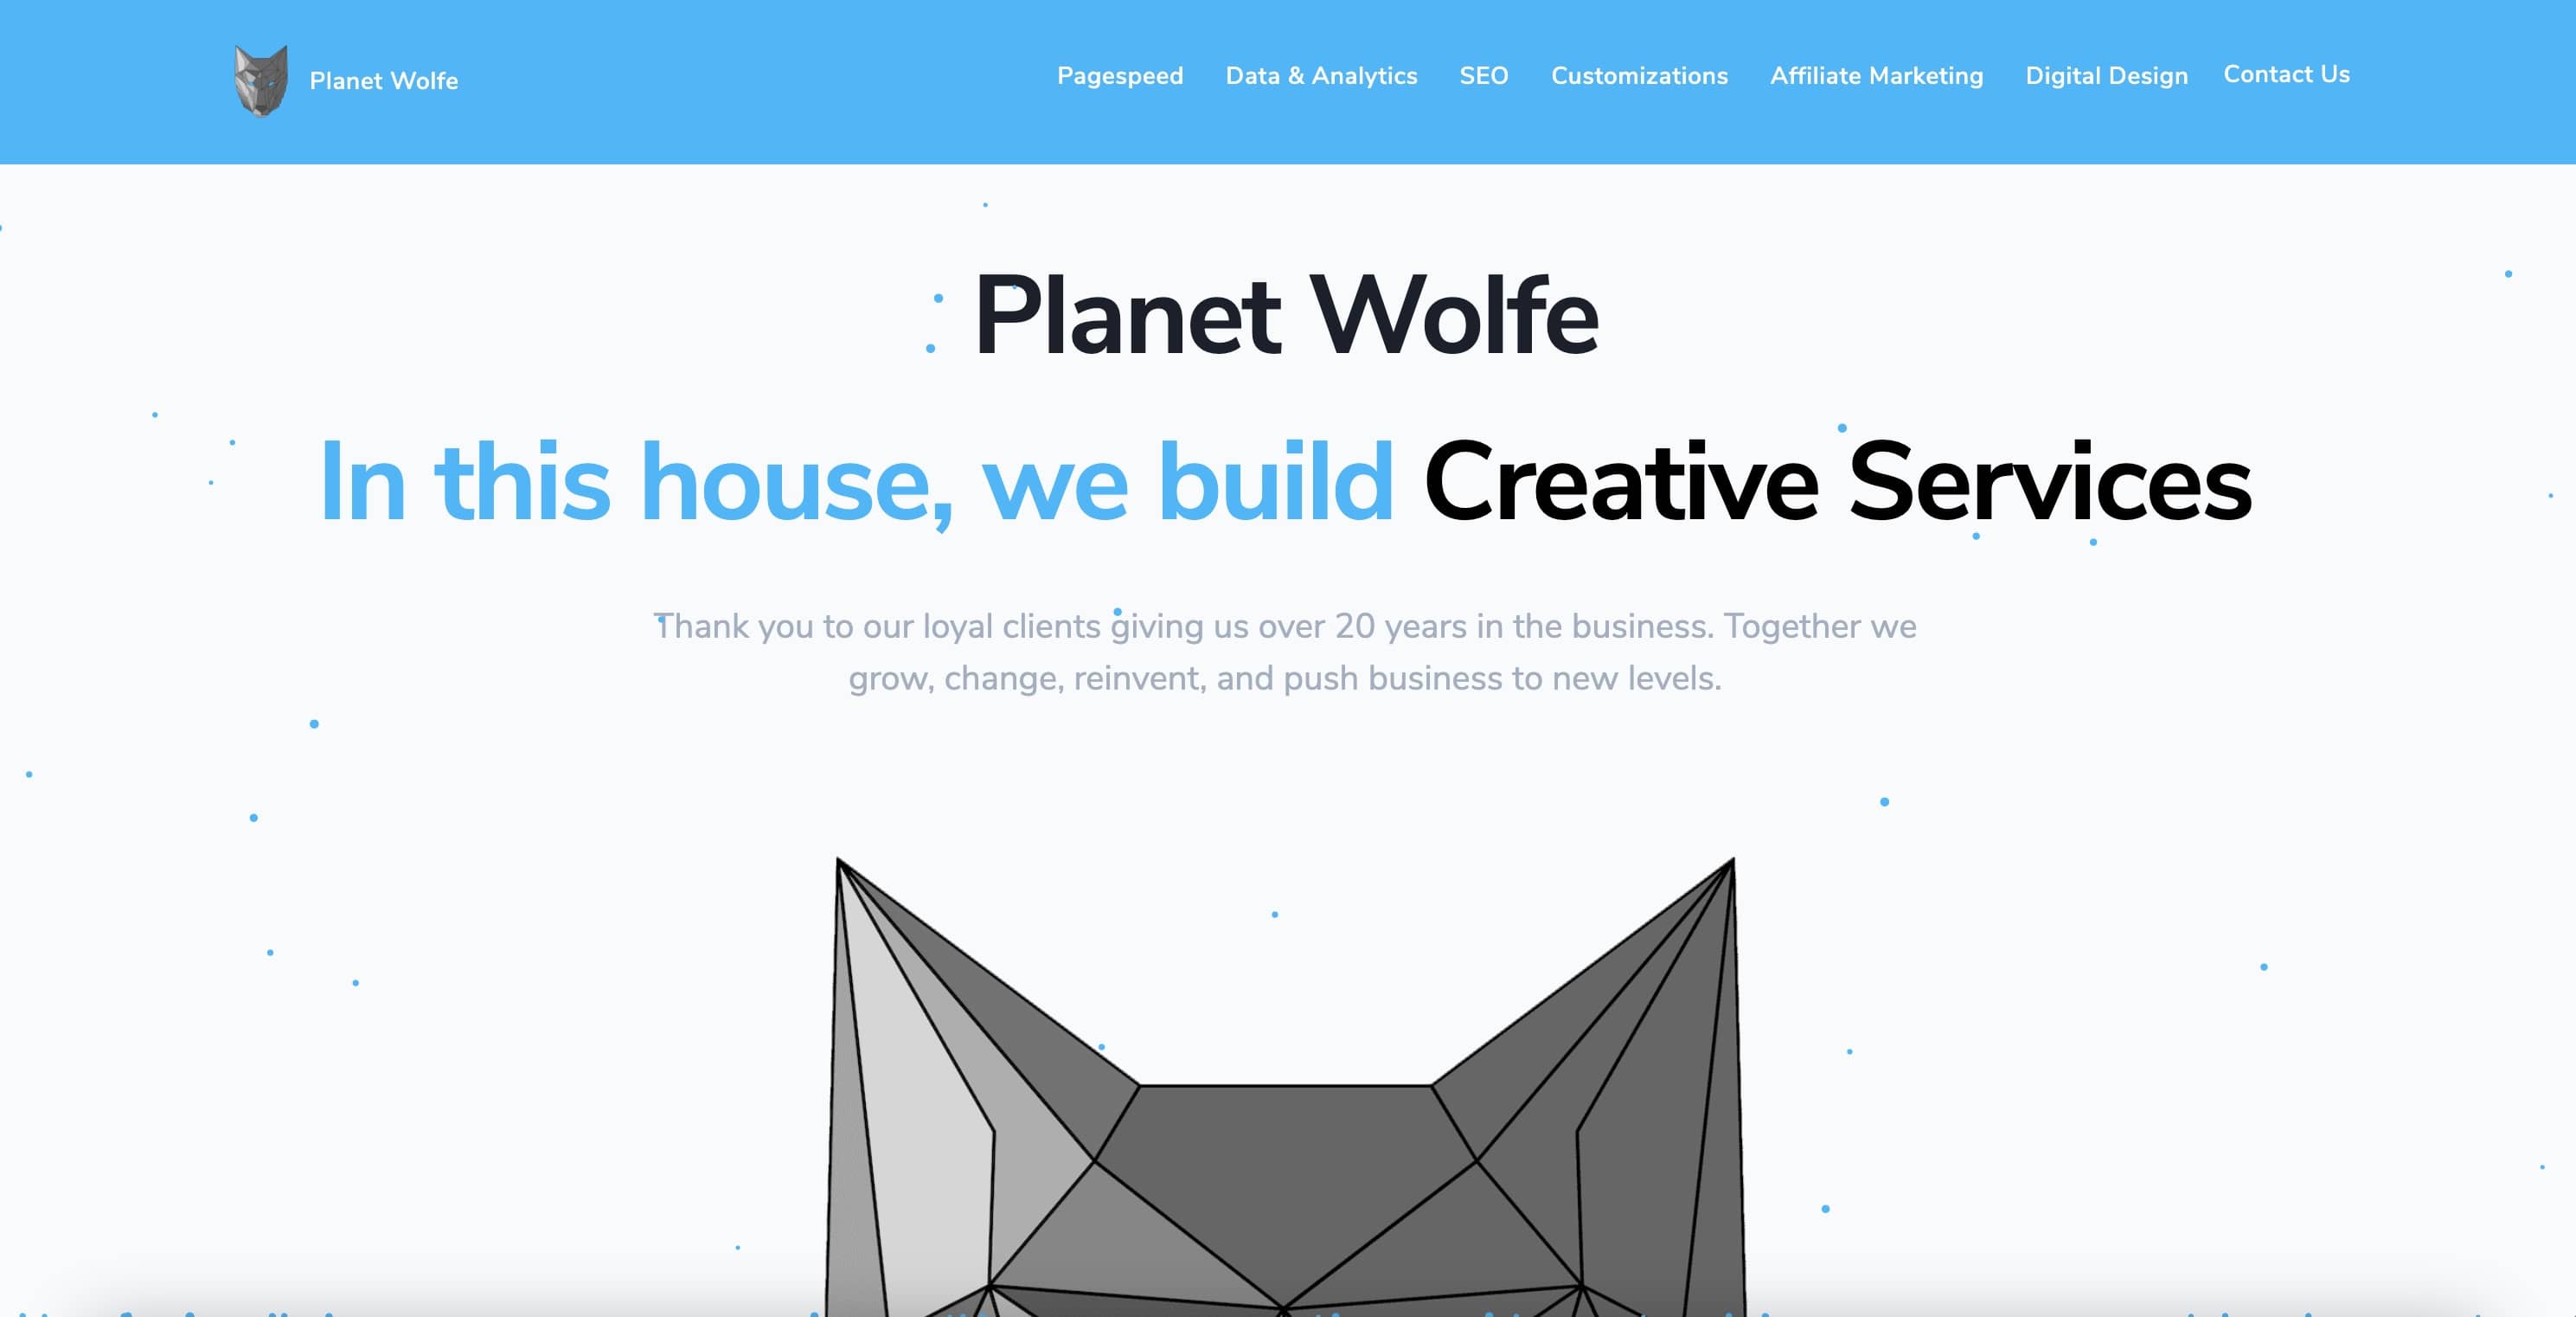 Planet Wolfe
Pagespeed Data & Analytics SEO Customizations Affiliate Marketing Digital Design Contact Us
Planet Wolfe
In this house, we build Creative Services
Thank you to our loyal clients giving us over 20 years in the business. Together we
grow, change, reinvent, and push business to new levels.